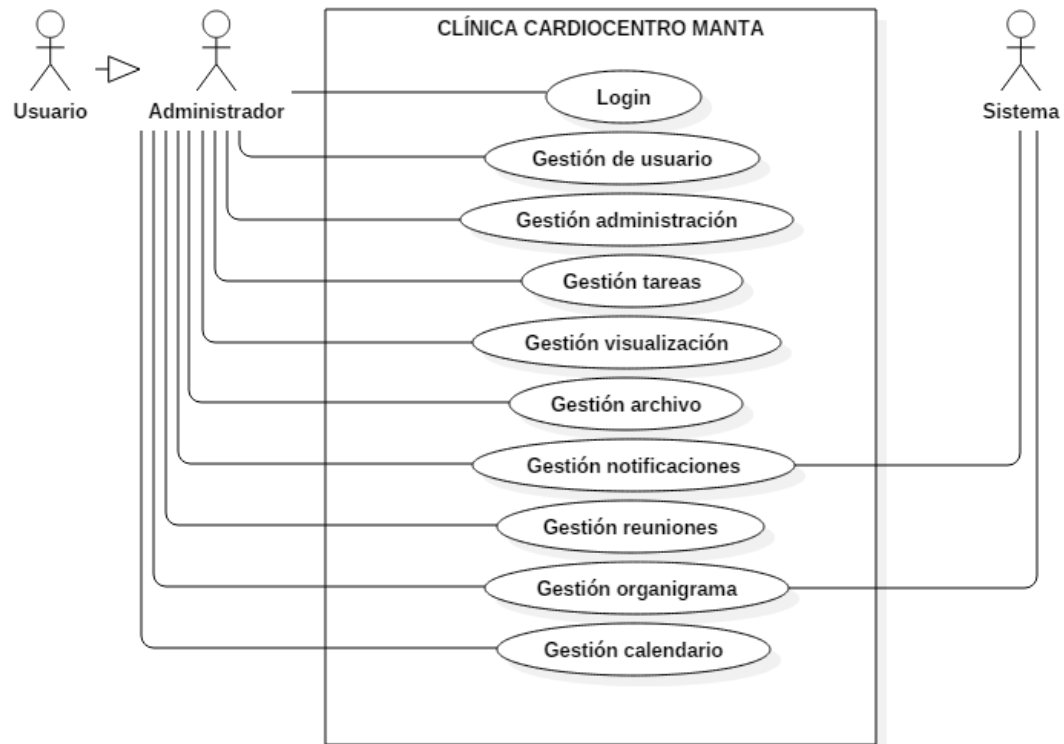 CLÍNICA CARDIOCENTRO MANTA
Usuario
Administrador
Sistema
Login
Gestión de usuario
Gestión administración
Gestión tareas
Gestión visualización
Gestión archivo
Gestión notificaciones
Gestión reuniones
Gestión organigrama
Gestión calendario